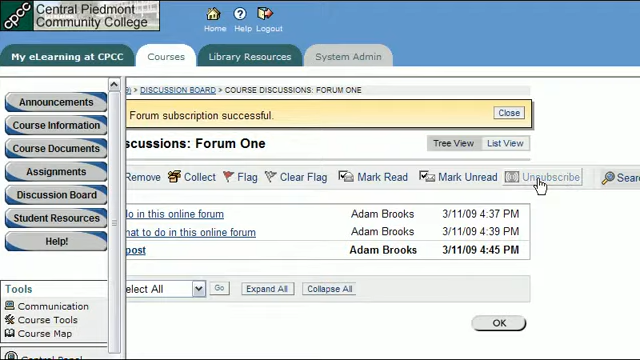 CPCC
Central Piedmont
Community College
Home
Help
Logout
My eLearning at CPCC
Courses
Library Resources
System Admin
> DISCUSSION BOARD > COURSE DISCUSSIONS: FORUM ONE
Forum subscription successful.
Close
scussions: Forum One
Tree View
List View
Remove
Collect
Flag
Clear Flag
Mark Read
Mark Unread
Unsubscribe
Sear
do in this online forum
Adam Brooks
3/11/09 4:37 PM
hat to do in this online forum
Adam Brooks
3/11/09 4:39 PM
post
Adam Brooks
3/11/09 4:45 PM
elect All
Go
Expand All
Collapse All
OK
Announcements
Course Information
Course Documents
Assignments
Discussion Board
Student Resources
Help!
Tools
Communication
Course Tools
Course Map
Control Panel